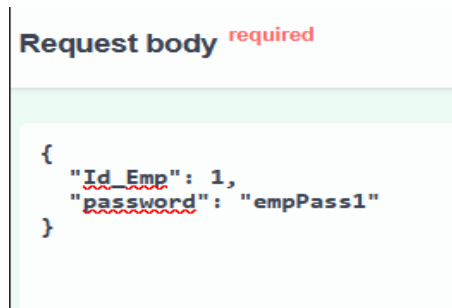 Request body required
{
"Id_Emp": 1,
"password": "empPass1"
}